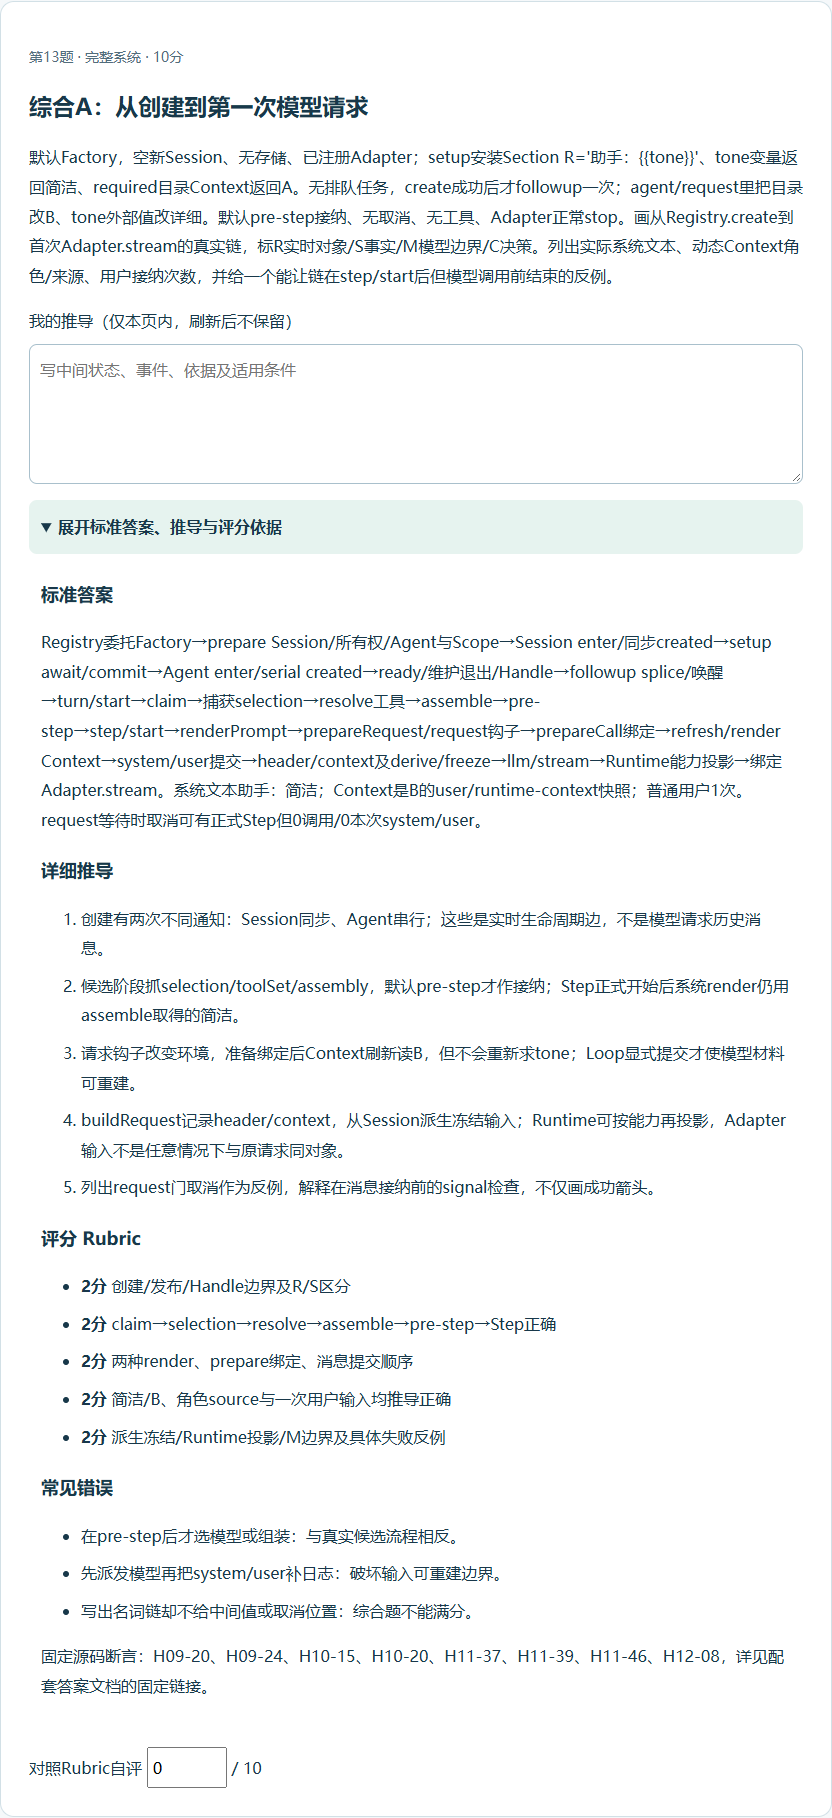 第13题 · 完整系统 · 10分
综合A：从创建到第一次模型请求
默认Factory，空新Session、无存储、已注册Adapter；setup安装Section R='助手：{{tone}}'、tone变量返
回简洁、required目录Context返回A。无排队任务，create成功后才followup一次；agent/request里把目录
改B、tone外部值改详细。默认pre-step接纳、无取消、无工具、Adapter正常stop。画从Registry.create到
首次Adapter.stream的真实链，标R实时对象/S事实/M模型边界/C决策。列出实际系统文本、动态Context角
色/来源、用户接纳次数，并给一个能让链在step/start后但模型调用前结束的反例。
我的推导（仅本页内，刷新后不保留）
写中间状态、事件、依据及适用条件
▼ 展开标准答案、推导与评分依据
标准答案
Registry委托Factory→prepare Session/所有权/Agent与Scope→Session enter/同步created→setup
await/commit→Agent enter/serial created→ready/维护退出/Handle→followup splice/唤醒
→turn/start→claim→捕获selection→resolve工具→assemble→pre-
step→step/start→renderPrompt→prepareRequest/request钩子→prepareCall绑定→refresh/render
Context→system/user提交→header/context及derive/freeze→llm/stream→Runtime能力投影→绑定
Adapter.stream。系统文本助手：简洁；Context是B的user/runtime-context快照；普通用户1次。
request等待时取消可有正式Step但0调用/0本次system/user。
详细推导
1. 创建有两次不同通知：Session同步、Agent串行；这些是实时生命周期边，不是模型请求历史消
息。
2. 候选阶段抓selection/toolSet/assembly，默认pre-step才作接纳；Step正式开始后系统render仍用
assemble取得的简洁。
3. 请求钩子改变环境，准备绑定后Context刷新读B，但不会重新求tone；Loop显式提交才使模型材料
可重建。
4. buildRequest记录header/context，从Session派生冻结输入；Runtime可按能力再投影，Adapter
输入不是任意情况下与原请求同对象。
5. 列出request门取消作为反例，解释在消息接纳前的signal检查，不仅画成功箭头。
评分 Rubric
• 2分 创建/发布/Handle边界及R/S区分
• 2分 claim→selection→resolve→assemble→pre-step→Step正确
• 2分 两种render、prepare绑定、消息提交顺序
• 2分 简洁/B、角色source与一次用户输入均推导正确
• 2分 派生冻结/Runtime投影/M边界及具体失败反例
常见错误
• 在pre-step后才选模型或组装：与真实候选流程相反。
• 先派发模型再把system/user补日志：破坏输入可重建边界。
• 写出名词链却不给中间值或取消位置：综合题不能满分。
固定源码断言：H09-20、H09-24、H10-15、H10-20、H11-37、H11-39、H11-46、H12-08，详见配
套答案文档的固定链接。
对照Rubric自评 0 / 10